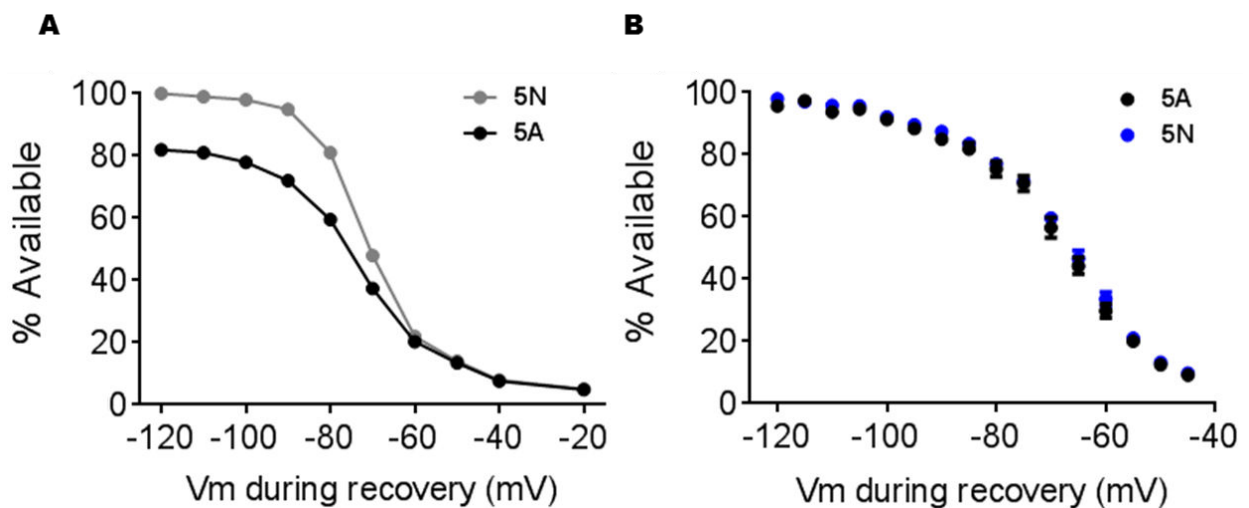 A
100
80
60
40
20
0
% Available
5N
5A
-120 -100 -80 -60 -40 -20
Vm during recovery (mV)
B
100
80
60
40
20
0
% Available
5A
5N
-120 -100 -80 -60 -40
Vm during recovery (mV)